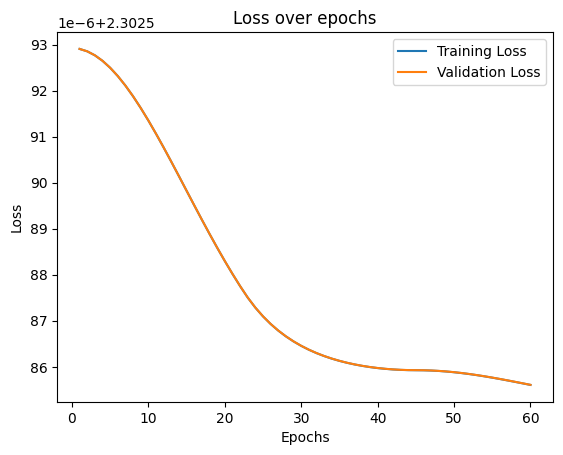 Loss over epochs
1e−6+2.3025
93
92
91
90
89
88
87
86
Loss
Training Loss
Validation Loss
0
10
20
30
40
50
60
Epochs